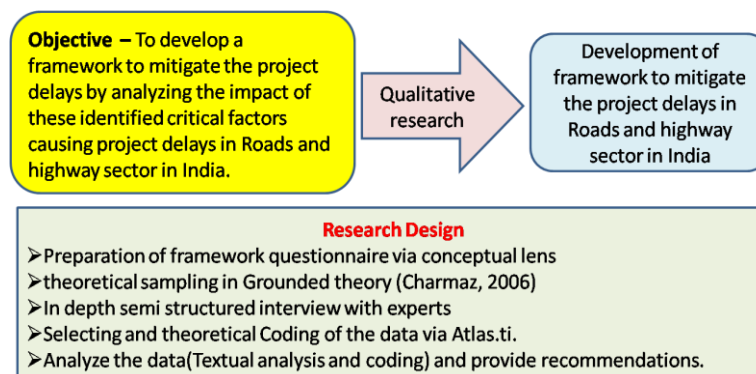 Objective – To develop a
framework to mitigate the project
delays by analyzing the impact of
these identified critical factors
causing project delays in Roads and
highway sector in India.
Qualitative
research
Development of
framework to mitigate
the project delays in
Roads and highway
sector in India
Research Design
➤Preparation of framework questionnaire via conceptual lens
➤theoretical sampling in Grounded theory (Charmaz, 2006)
➤In depth semi structured interview with experts
➤Selecting and theoretical Coding of the data via Atlas.ti.
➤Analyze the data(Textual analysis and coding) and provide recommendations.